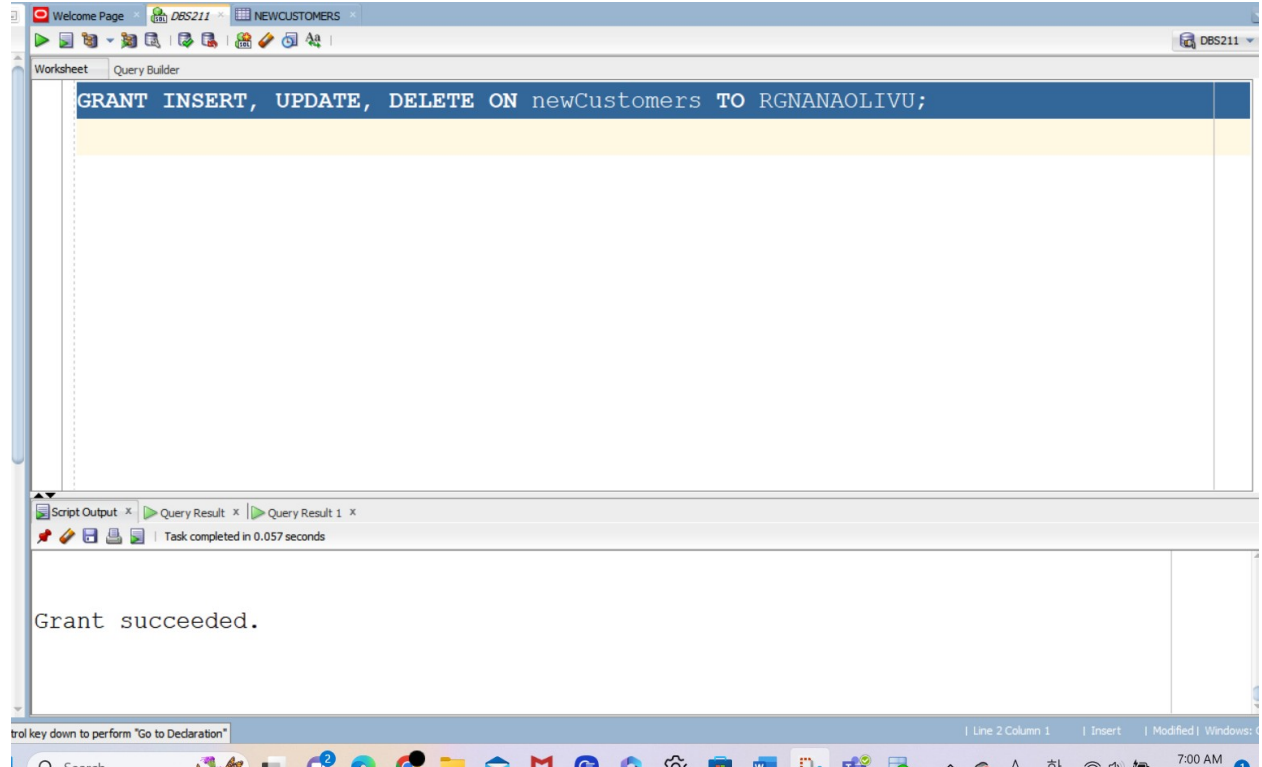 Welcome Page DBS211 NEWCUSTOMERS
DBS211
Worksheet Query Builder
GRANT INSERT, UPDATE, DELETE ON newCustomers TO RGNANAOLIVU;
Script Output x Query Result x Query Result 1 x
Task completed in 0.057 seconds
Grant succeeded.
trol key down to perform "Go to Declaration" | Line 2 Column 1 | Insert | Modified | Windows:
Search 2 7:00 AM 1